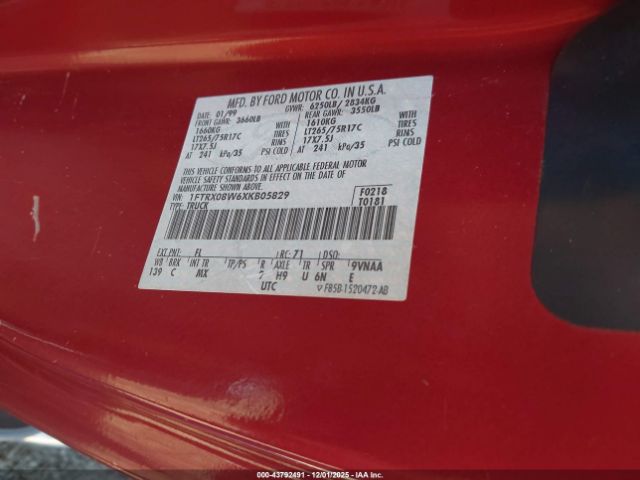 MFD. BY FORD MOTOR CO. IN U.S.A.
DATE: 01/99 GVWR: 6250LB/ 2834KG
FRONT GAWR: 3660LB REAR GAWR: 3550LB
1660KG 1610KG
LT265/75R17C TIRES LT265/75R17C TIRES
17X7.5J RIMS 17X7.5J RIMS
AT 241 kPa/35 PSI COLD AT 241 kPa/35 PSI COLD
THIS VEHICLE CONFORMS TO ALL APPLICABLE FEDERAL MOTOR
VEHICLE SAFETY STANDARDS IN EFFECT ON THE DATE OF
MANUFACTURE SHOWN ABOVE.
VIN: 1FTRX08W6XKB05829 F0218
TYPE: TRUCK T0181
EXT PNT: FL RC: 71 DSO:
WB BRK INT TR TP/PS R AXLE TR SPR 9VNAA
139 C MX 7 H9 U 6N E
UTC ▽ F85B-1520472-AB
© IAA - 43792491 - 12/01/2025 - IAAI.COM